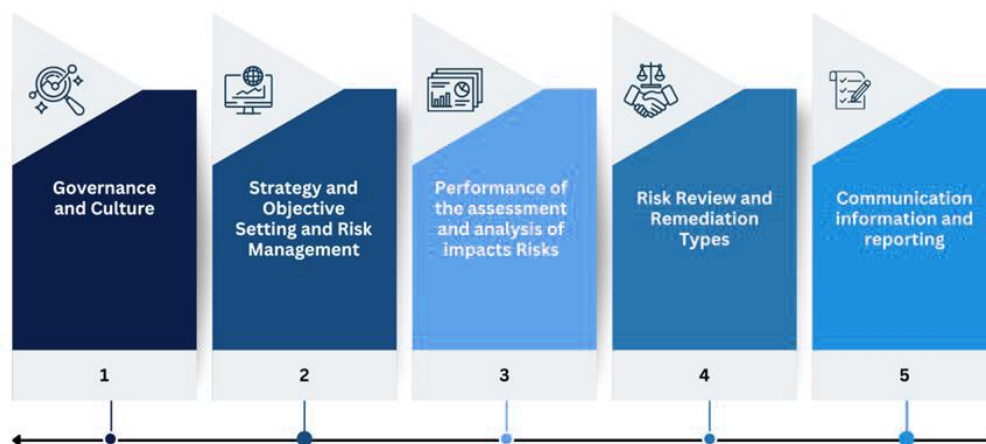 Governance
and Culture
Strategy and
Objective
Setting and Risk
Management
Performance of
the assessment
and analysis of
impacts Risks
Risk Review and
Remediation
Types
Communication
information and
reporting
1
2
3
4
5